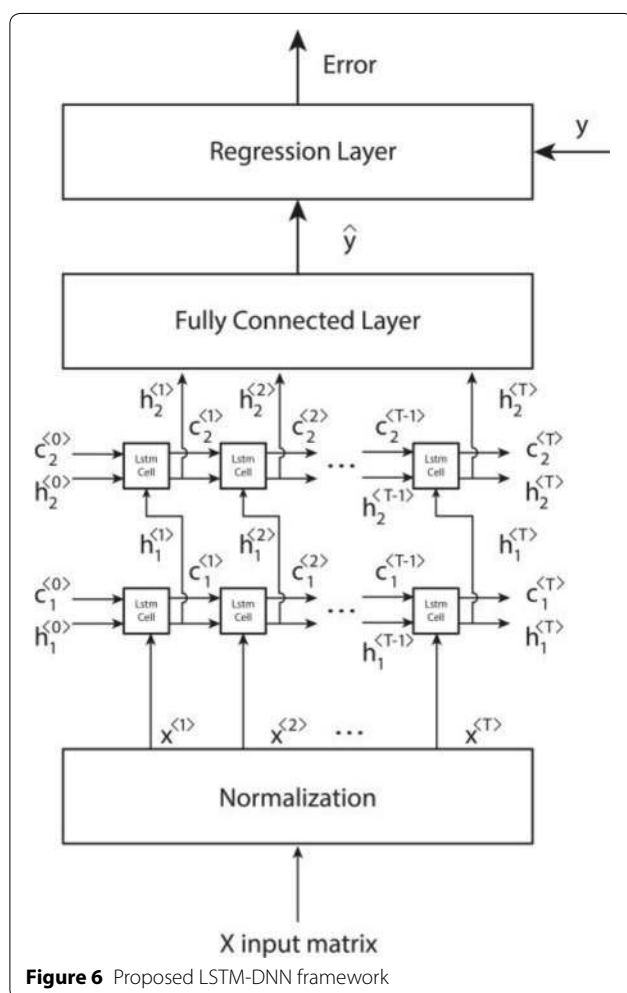 Error
y
Regression Layer
ŷ
Fully Connected Layer
h₂^<1> h₂^<2> h₂^<T>
c₂^<0> c₂^<1> c₂^<2> c₂^<T-1> c₂^<T>
Lstm Cell Lstm Cell ... Lstm Cell
h₂^<0> h₂^<T-1> h₂^<T>
h₁^<1> h₁^<2> h₁^<T>
c₁^<0> c₁^<1> c₁^<2> c₁^<T-1> c₁^<T>
Lstm Cell Lstm Cell ... Lstm Cell
h₁^<0> h₁^<T-1> h₁^<T>
x^<1> x^<2> ... x^<T>
Normalization
X input matrix
Figure 6 Proposed LSTM-DNN framework